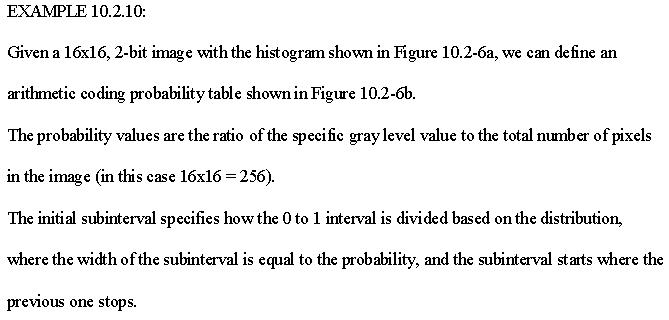 EXAMPLE 10.2.10:
Given a 16x16, 2-bit image with the histogram shown in Figure 10.2-6a, we can define an
arithmetic coding probability table shown in Figure 10.2-6b.
The probability values are the ratio of the specific gray level value to the total number of pixels
in the image (in this case 16x16 = 256).
The initial subinterval specifies how the 0 to 1 interval is divided based on the distribution,
where the width of the subinterval is equal to the probability, and the subinterval starts where the
previous one stops.